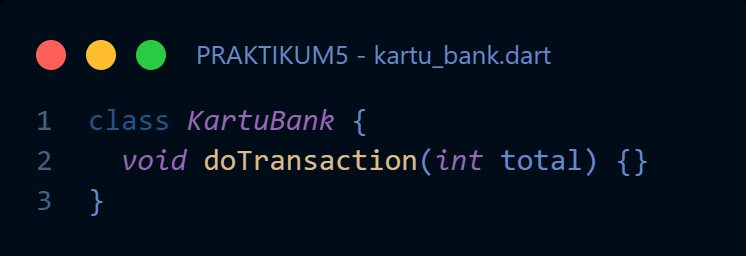 PRAKTIKUM5 - kartu_bank.dart
1 class KartuBank {
2   void doTransaction(int total) {}
3 }